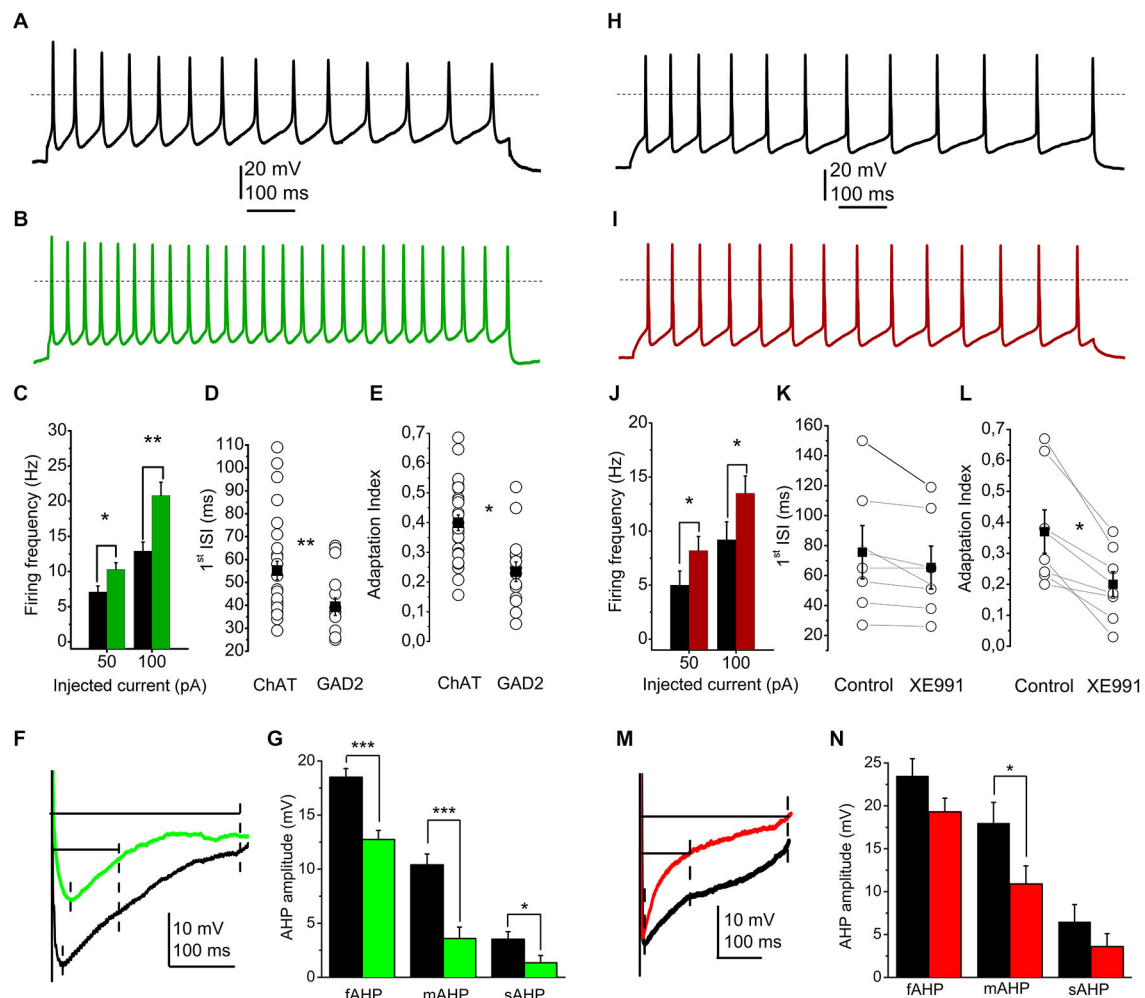 A
20 mV
100 ms
B
C
Firing frequency (Hz)
30
25
20
15
10
5
0
*
**
50
100
Injected current (pA)
D
1st ISI (ms)
110
100
90
80
70
60
50
40
30
20
**
ChAT
GAD2
E
Adaptation Index
0,7
0,6
0,5
0,4
0,3
0,2
0,1
0,0
*
ChAT
GAD2
F
10 mV
100 ms
G
AHP amplitude (mV)
20
15
10
5
0
***
***
*
fAHP
mAHP
sAHP
H
20 mV
100 ms
I
J
Firing frequency (Hz)
20
15
10
5
0
*
*
50
100
Injected current (pA)
K
1st ISI (ms)
160
140
120
100
80
60
40
20
Control
XE991
L
Adaptation Index
0,7
0,6
0,5
0,4
0,3
0,2
0,1
0,0
*
Control
XE991
M
10 mV
100 ms
N
AHP amplitude (mV)
25
20
15
10
5
0
*
fAHP
mAHP
sAHP